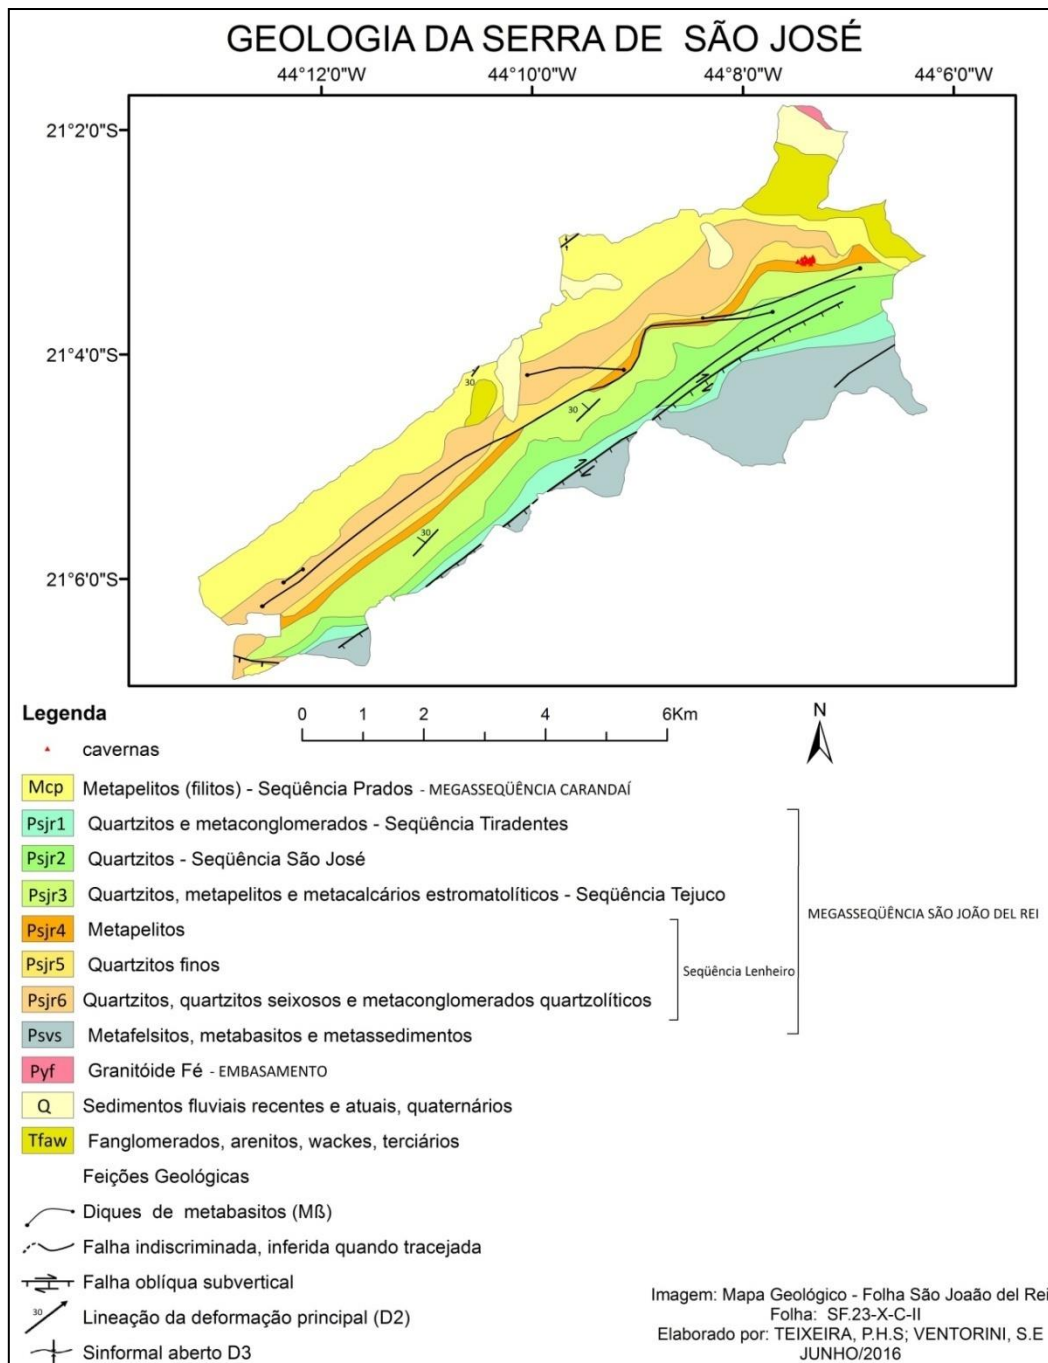 GEOLOGIA DA SERRA DE SÃO JOSÉ
44°12'0"W 44°10'0"W 44°8'0"W 44°6'0"W
21°2'0"S
21°4'0"S
21°6'0"S
30
30
30
Legenda
0 1 2 4 6Km
N
cavernas
Mcp Metapelitos (filitos) - Seqüência Prados - MEGASSEQÜÊNCIA CARANDAÍ
Psjr1 Quartzitos e metaconglomerados - Seqüência Tiradentes
Psjr2 Quartzitos - Seqüência São José
Psjr3 Quartzitos, metapelitos e metacalcários estromatolíticos - Seqüência Tejuco
MEGASSEQÜÊNCIA SÃO JOÃO DEL REI
Psjr4 Metapelitos
Psjr5 Quartzitos finos
Seqüência Lenheiro
Psjr6 Quartzitos, quartzitos seixosos e metaconglomerados quartzolíticos
Psvs Metafelsitos, metabasitos e metassedimentos
Pyf Granitóide Fé - EMBASAMENTO
Q Sedimentos fluviais recentes e atuais, quaternários
Tfaw Fanglomerados, arenitos, wackes, terciários
Feições Geológicas
Diques de metabasitos (Mß)
Falha indiscriminada, inferida quando tracejada
Falha oblíqua subvertical
30 Lineação da deformação principal (D2)
Sinformal aberto D3
Imagem: Mapa Geológico - Folha São Joaão del Rei
Folha: SF.23-X-C-II
Elaborado por: TEIXEIRA, P.H.S; VENTORINI, S.E
JUNHO/2016